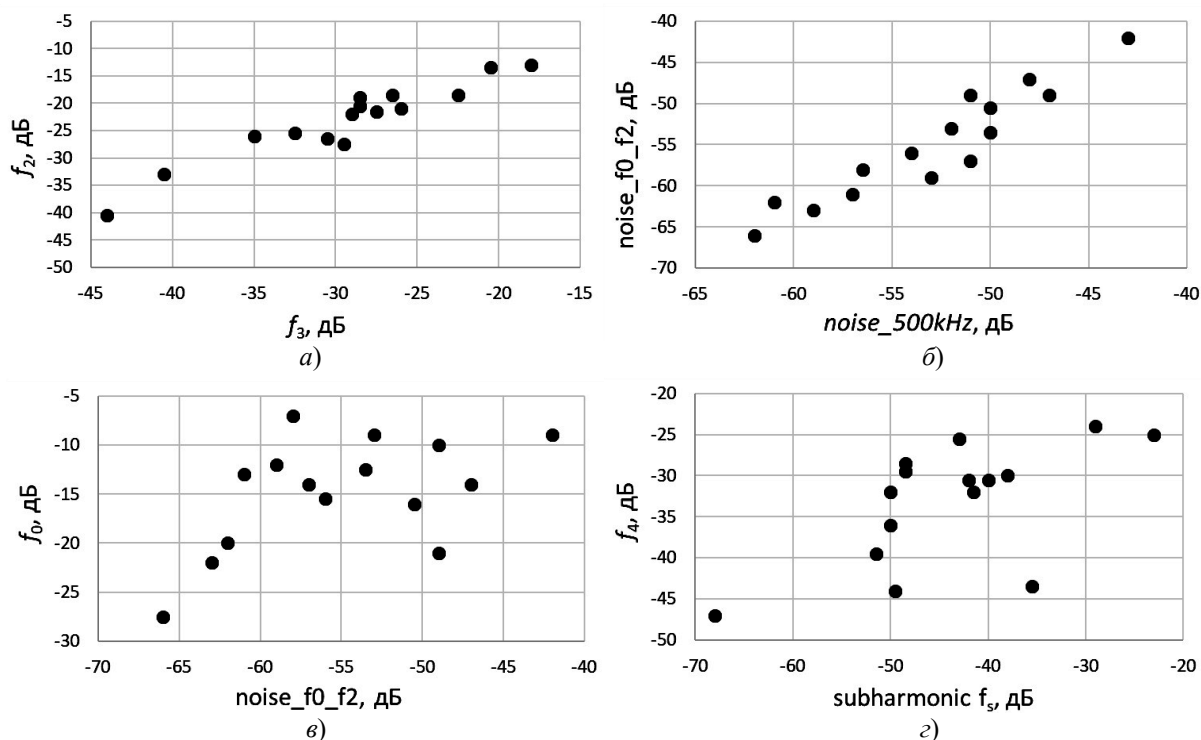 -5
-10
-15
-20
-25
-30
-35
-40
-45
-50
f₂, дБ
-45 -40 -35 -30 -25 -20 -15
f₃, дБ
а)
-40
-45
-50
-55
-60
-65
-70
noise_f0_f2, дБ
-65 -60 -55 -50 -45 -40
noise_500kHz, дБ
б)
-5
-10
-15
-20
-25
-30
f₀, дБ
-70 -65 -60 -55 -50 -45 -40
noise_f0_f2, дБ
в)
-20
-25
-30
-35
-40
-45
-50
f₄, дБ
-70 -60 -50 -40 -30 -20
subharmonic fₛ, дБ
г)